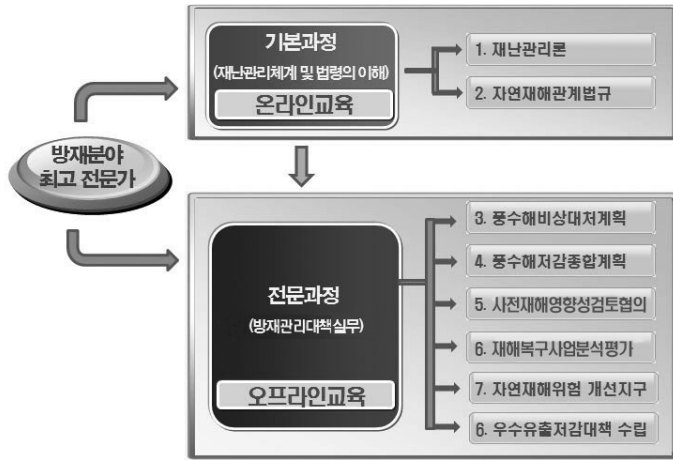 방재분야
최고 전문가
기본과정
(재난관리체계 및 법령의 이해)
온라인교육
1. 재난관리론
2. 자연재해관계법규
전문과정
(방재관리대책실무)
오프라인교육
3. 풍수해비상대처계획
4. 풍수해저감종합계획
5. 사전재해영향성검토협의
6. 재해복구사업분석평가
7. 자연재해위험 개선지구
6. 우수유출저감대책 수립